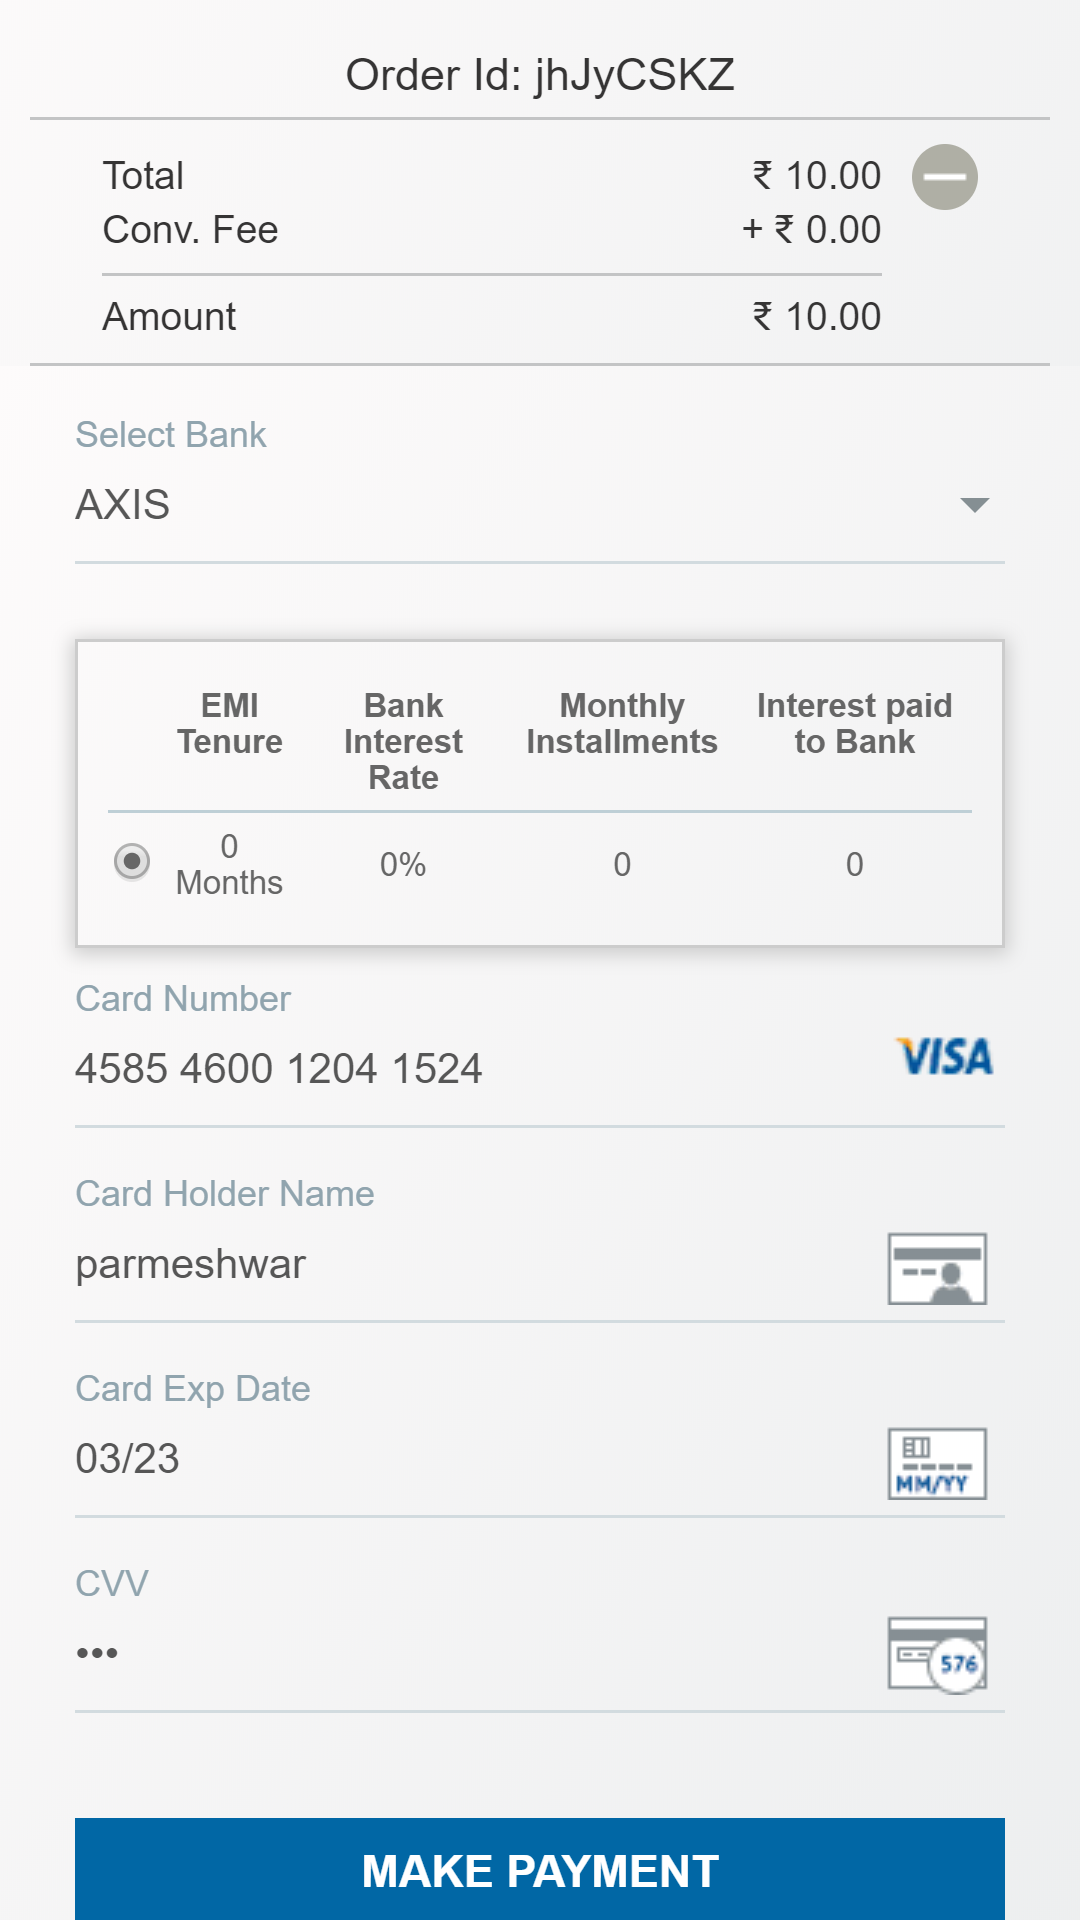 Order Id: jhJyCSKZ
Total ₹ 10.00
Conv. Fee + ₹ 0.00
Amount ₹ 10.00
Select Bank
AXIS
EMI Tenure Bank Interest Rate Monthly Installments Interest paid to Bank
0 Months 0% 0 0
Card Number
4585 4600 1204 1524 VISA
Card Holder Name
parmeshwar
Card Exp Date
03/23 MM/YY
CVV
••• 576
MAKE PAYMENT